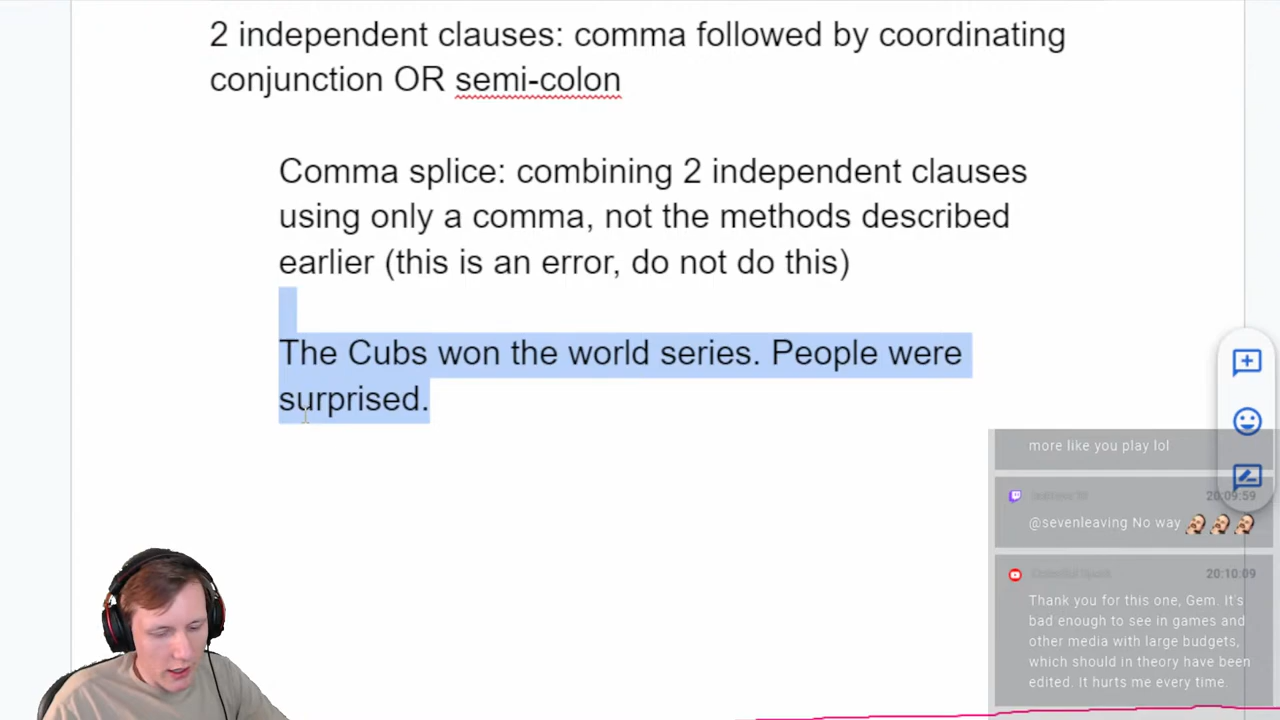 2 independent clauses: comma followed by coordinating
conjunction OR semi-colon
Comma splice: combining 2 independent clauses
using only a comma, not the methods described
earlier (this is an error, do not do this)
The Cubs won the world series. People were
surprised.
more like you play lol
20:09:59
@sevenleaving No way
20:10:09
Thank you for this one, Gem. It's
bad enough to see in games and
other media with large budgets,
which should in theory have been
edited. It hurts me every time.